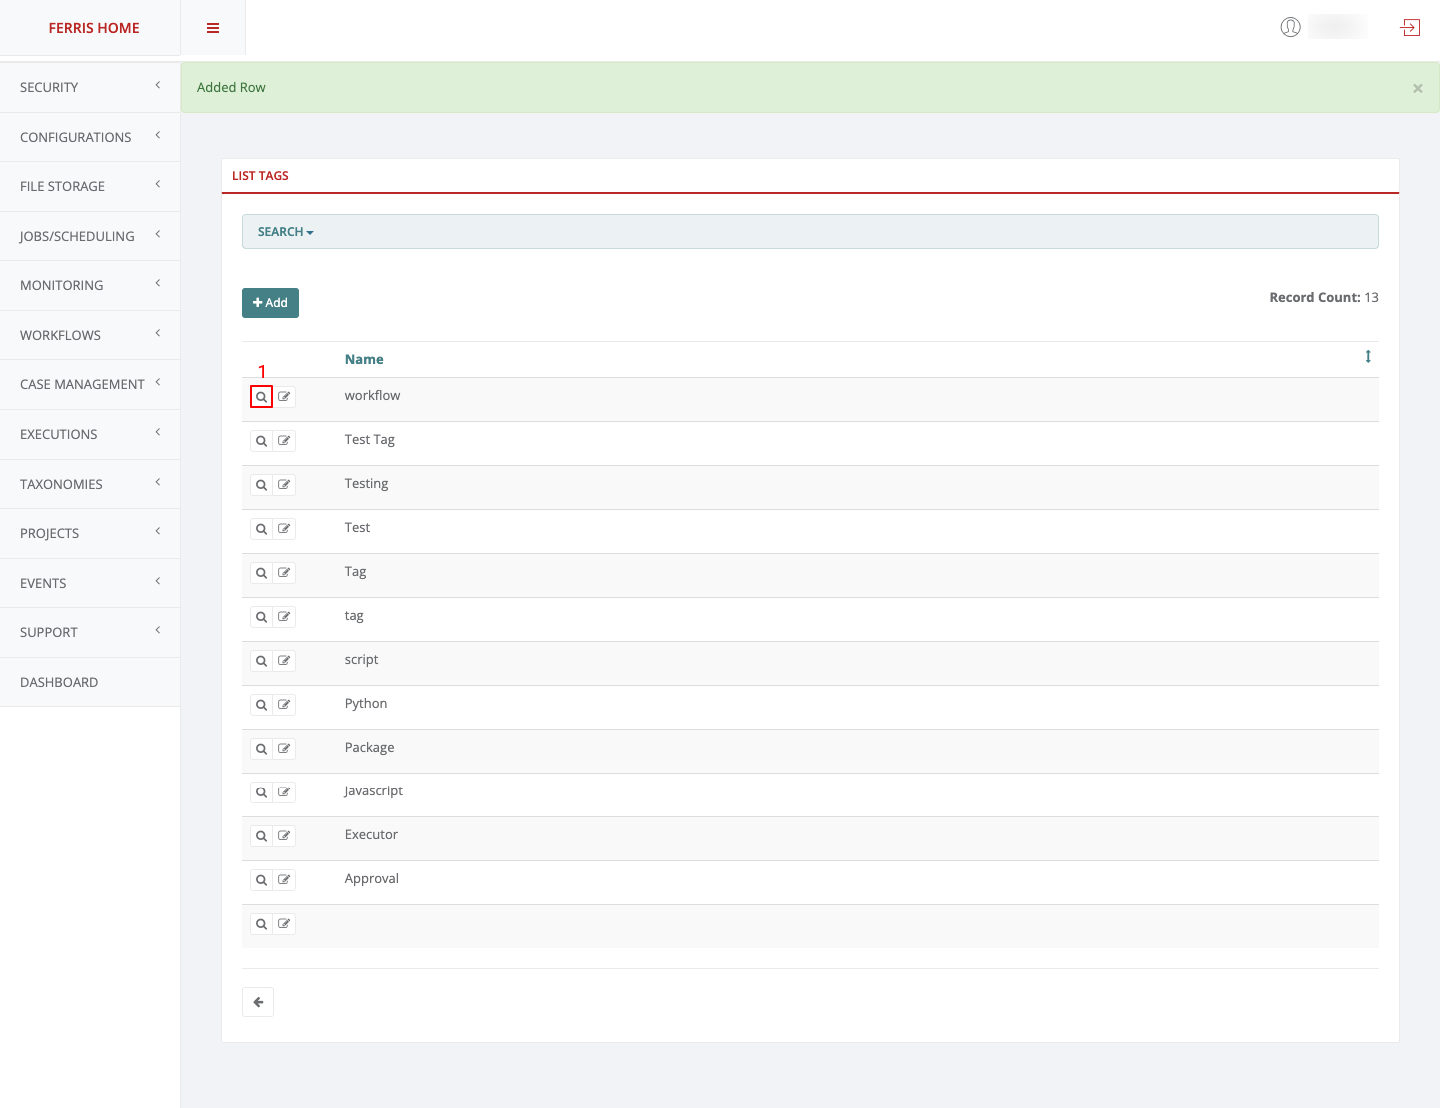 FERRIS HOME
SECURITY
CONFIGURATIONS
FILE STORAGE
JOBS/SCHEDULING
MONITORING
WORKFLOWS
CASE MANAGEMENT
EXECUTIONS
TAXONOMIES
PROJECTS
EVENTS
SUPPORT
DASHBOARD
Added Row ×
LIST TAGS
SEARCH
+ Add
Record Count: 13
Name
1
workflow
Test Tag
Testing
Test
Tag
tag
script
Python
Package
Javascript
Executor
Approval